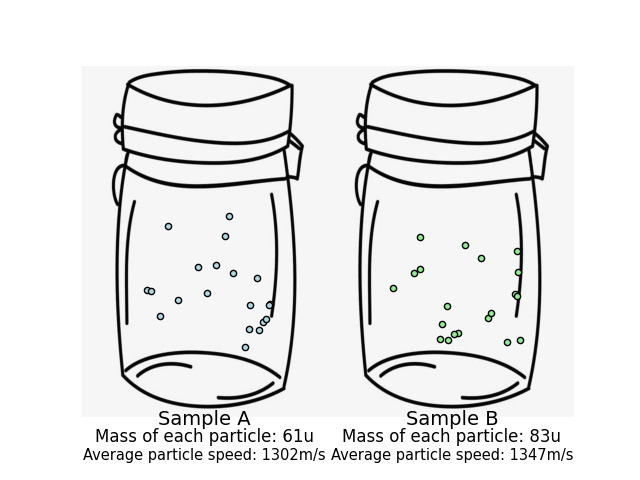 Sample A
Mass of each particle: 61u
Average particle speed: 1302m/s
Sample B
Mass of each particle: 83u
Average particle speed: 1347m/s